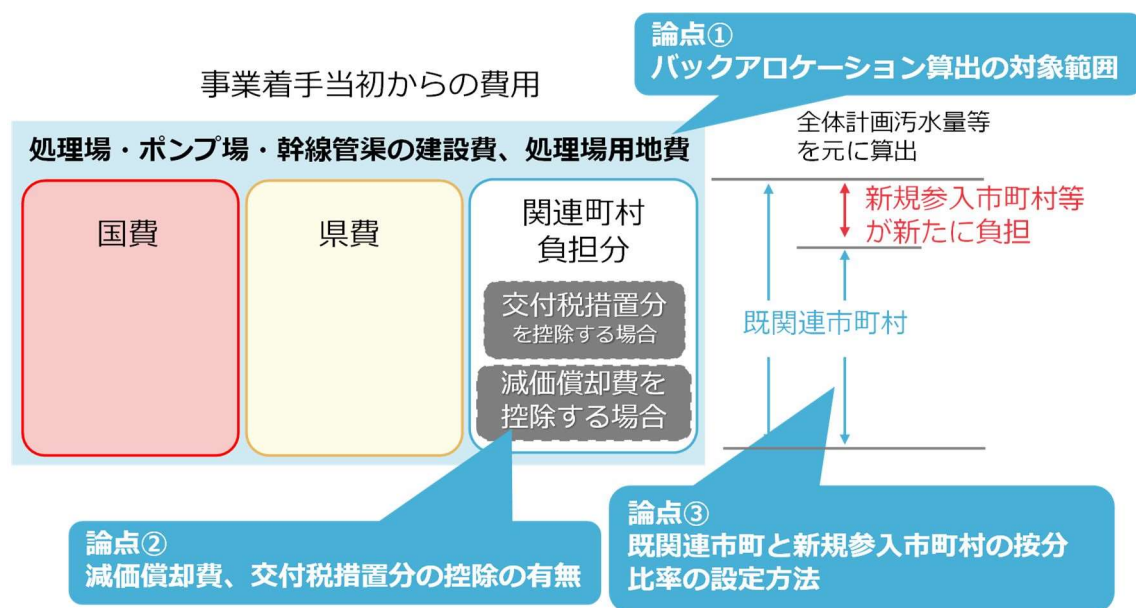 論点①
バックアロケーション算出の対象範囲
事業着手当初からの費用
処理場・ポンプ場・幹線管渠の建設費、処理場用地費
国費
県費
関連町村
負担分
交付税措置分
を控除する場合
減価償却費を
控除する場合
全体計画汚水量等
を元に算出
新規参入市町村等
が新たに負担
既関連市町村
論点②
減価償却費、交付税措置分の控除の有無
論点③
既関連市町と新規参入市町村の按分
比率の設定方法